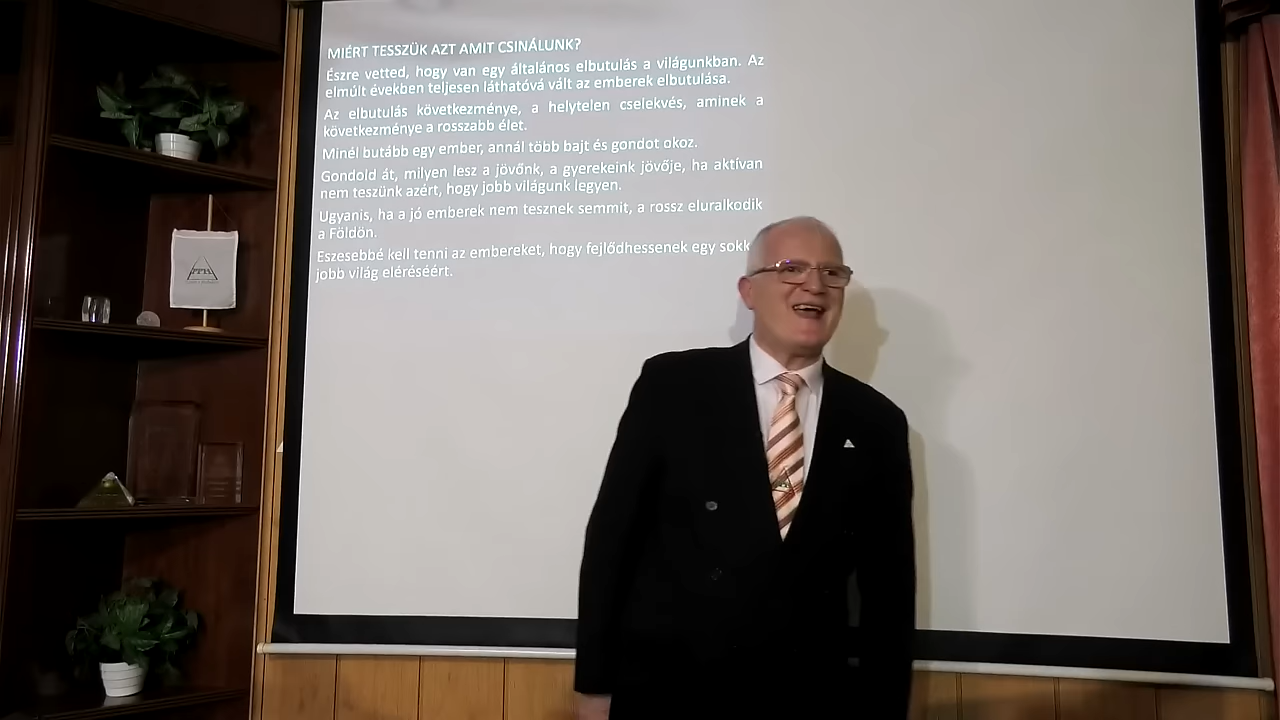 MIÉRT TESSZÜK AZT AMIT CSINÁLUNK?
Észre vetted, hogy van egy általános elbutulás a világunkban. Az
elmúlt években teljesen láthatóvá vált az emberek elbutulása.
Az elbutulás következménye, a helytelen cselekvés, aminek a
következménye a rosszabb élet.
Minél butább egy ember, annál több bajt és gondot okoz.
Gondold át, milyen lesz a jövőnk, a gyerekeink jövője, ha aktívan
nem teszünk azért, hogy jobb világunk legyen.
Ugyanis, ha a jó emberek nem tesznek semmit, a rossz eluralkodik
a Földön.
Eszesebbé kell tenni az embereket, hogy fejlődhessenek egy sokk
jobb világ eléréséért.